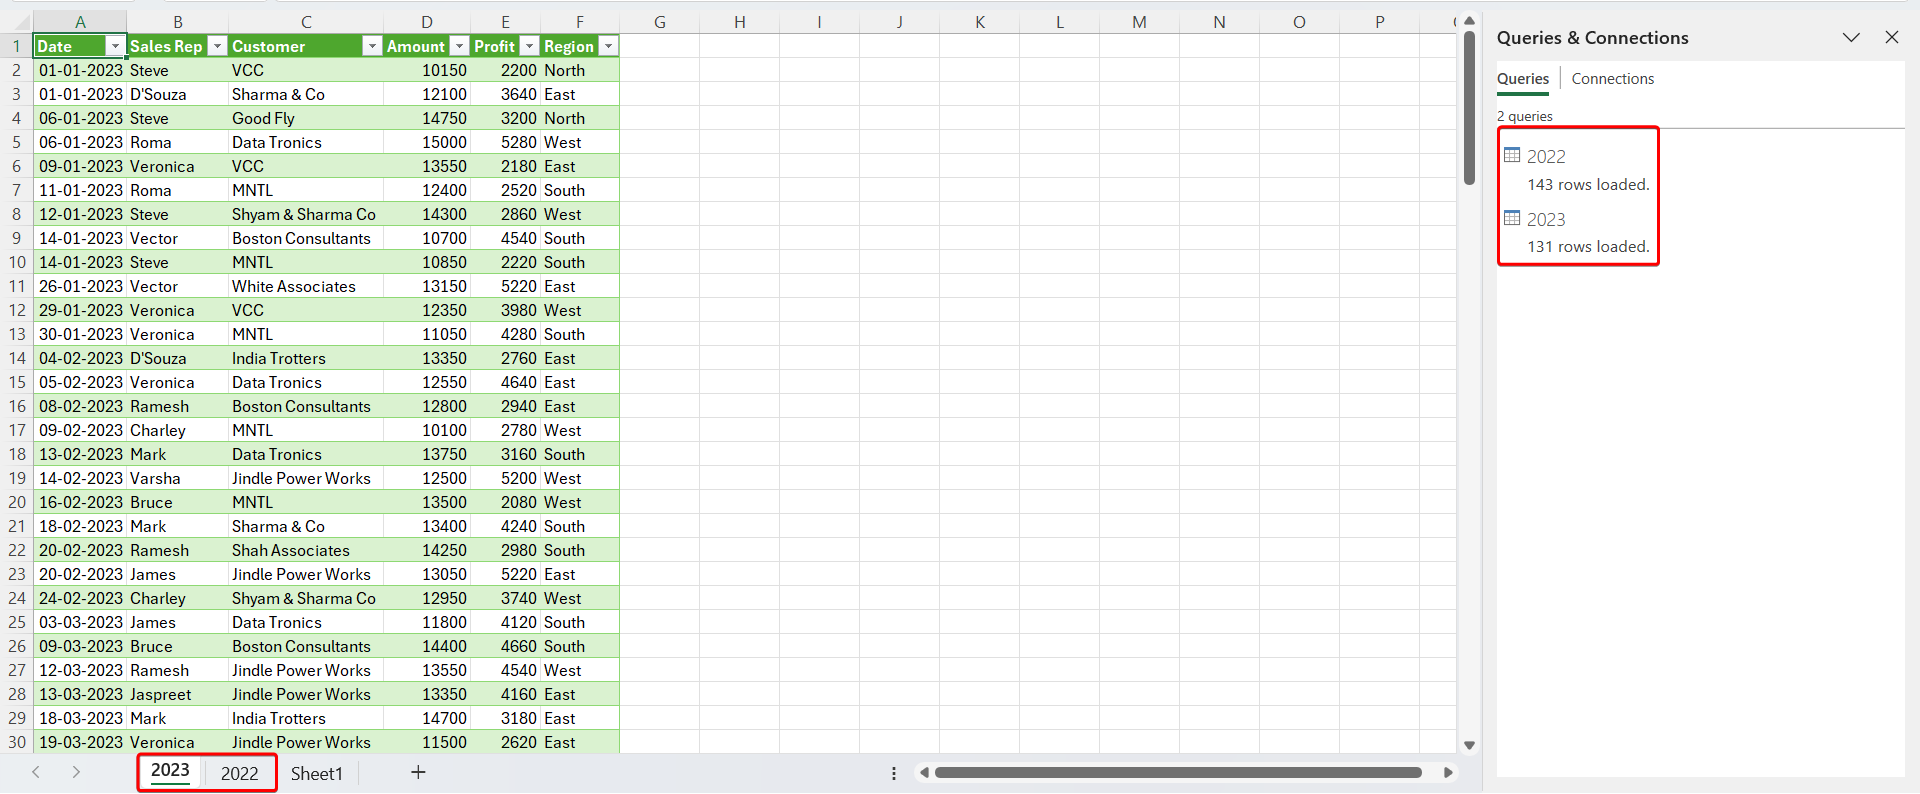 A B C D E F G H I J K L M N O P
1 Date Sales Rep Customer Amount Profit Region
2 01-01-2023 Steve VCC 10150 2200 North
3 01-01-2023 D'Souza Sharma & Co 12100 3640 East
4 06-01-2023 Steve Good Fly 14750 3200 North
5 06-01-2023 Roma Data Tronics 15000 5280 West
6 09-01-2023 Veronica VCC 13550 2180 East
7 11-01-2023 Roma MNTL 12400 2520 South
8 12-01-2023 Steve Shyam & Sharma Co 14300 2860 West
9 14-01-2023 Vector Boston Consultants 10700 4540 South
10 14-01-2023 Steve MNTL 10850 2220 South
11 26-01-2023 Vector White Associates 13150 5220 East
12 29-01-2023 Veronica VCC 12350 3980 West
13 30-01-2023 Veronica MNTL 11050 4280 South
14 04-02-2023 D'Souza India Trotters 13350 2760 East
15 05-02-2023 Veronica Data Tronics 12550 4640 East
16 08-02-2023 Ramesh Boston Consultants 12800 2940 East
17 09-02-2023 Charley MNTL 10100 2780 West
18 13-02-2023 Mark Data Tronics 13750 3160 South
19 14-02-2023 Varsha Jindle Power Works 12500 5200 West
20 16-02-2023 Bruce MNTL 13500 2080 West
21 18-02-2023 Mark Sharma & Co 13400 4240 South
22 20-02-2023 Ramesh Shah Associates 14250 2980 South
23 20-02-2023 James Jindle Power Works 13050 5220 East
24 24-02-2023 Charley Shyam & Sharma Co 12950 3740 West
25 03-03-2023 James Data Tronics 11800 4120 South
26 09-03-2023 Bruce Boston Consultants 14400 4660 South
27 12-03-2023 Ramesh Jindle Power Works 13550 4540 West
28 13-03-2023 Jaspreet Jindle Power Works 13350 4160 East
29 18-03-2023 Mark India Trotters 14700 3180 East
30 19-03-2023 Veronica Jindle Power Works 11500 2620 East
2023 2022 Sheet1
Queries & Connections
Queries Connections
2 queries
2022
143 rows loaded.
2023
131 rows loaded.